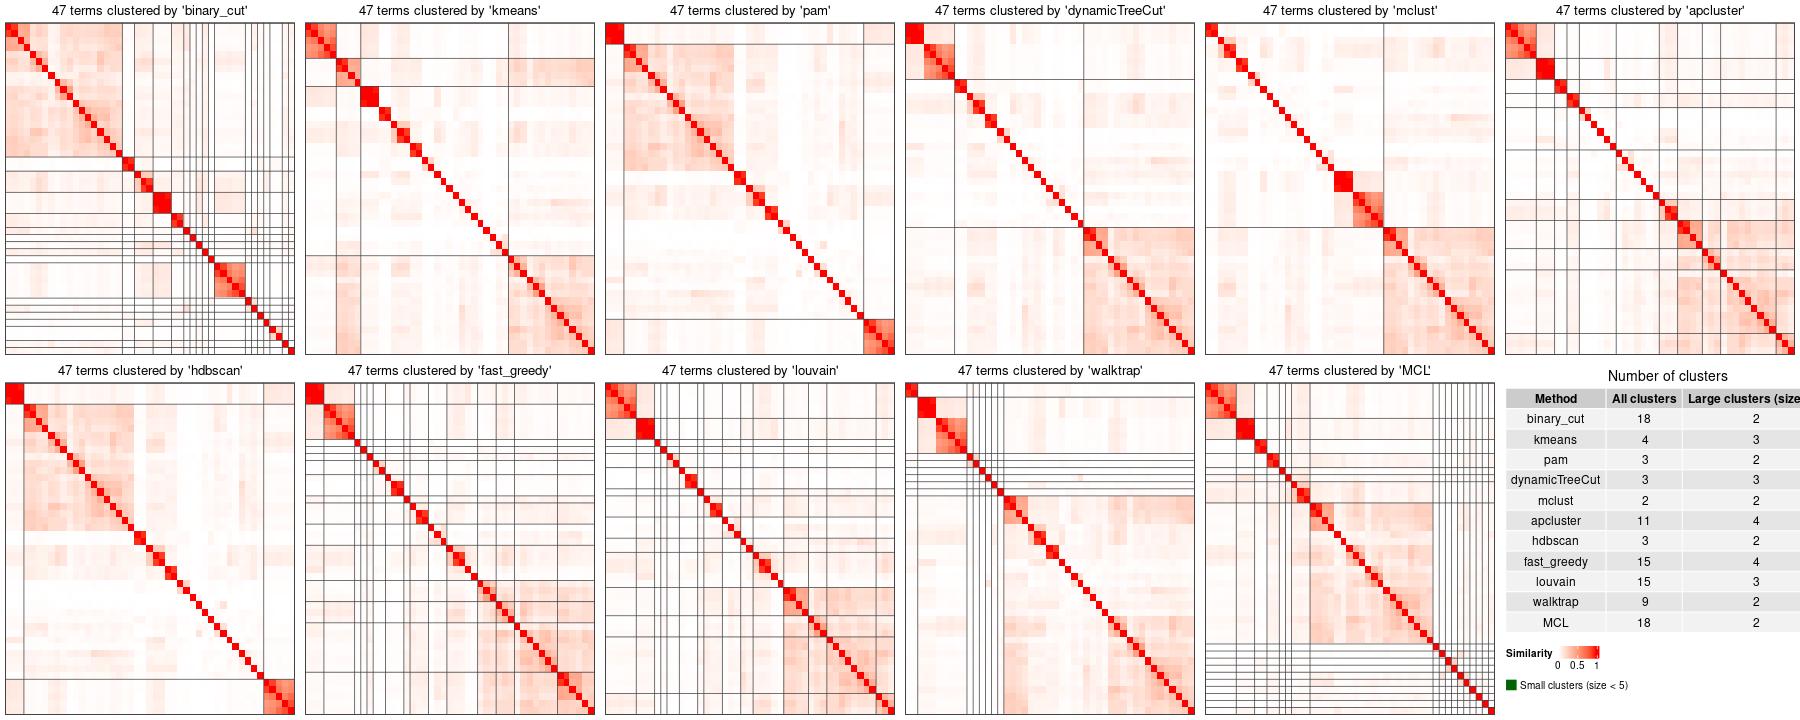 47 terms clustered by 'binary_cut'
47 terms clustered by 'kmeans'
47 terms clustered by 'pam'
47 terms clustered by 'dynamicTreeCut'
47 terms clustered by 'mclust'
47 terms clustered by 'apcluster'
47 terms clustered by 'hdbscan'
47 terms clustered by 'fast_greedy'
47 terms clustered by 'louvain'
47 terms clustered by 'walktrap'
47 terms clustered by 'MCL'
Number of clusters
Method All clusters Large clusters (size
binary_cut 18 2
kmeans 4 3
pam 3 2
dynamicTreeCut 3 3
mclust 2 2
apcluster 11 4
hdbscan 3 2
fast_greedy 15 4
louvain 15 3
walktrap 9 2
MCL 18 2
Similarity
0 0.5 1
Small clusters (size < 5)